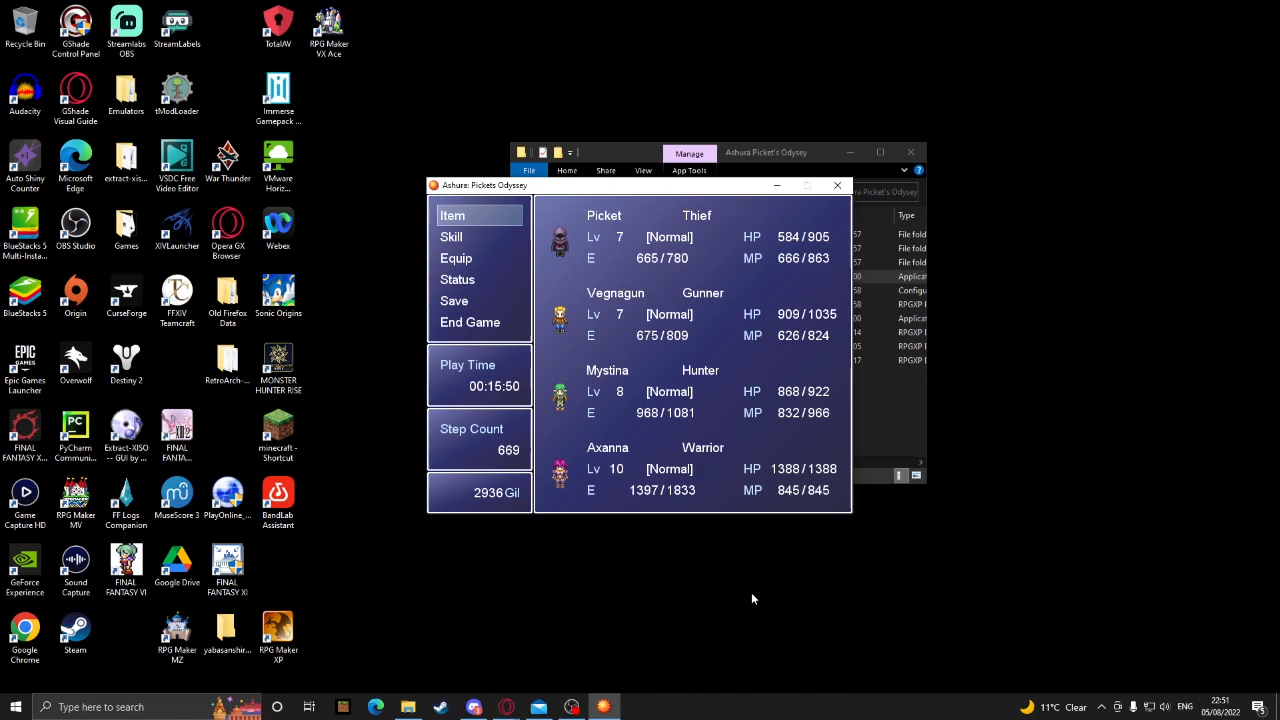 Recycle Bin
GShade
Control Panel
Streamlabs
OBS
StreamLabels
TotalAV
RPG Maker
VX Ace
Audacity
GShade
Visual Guide
Emulators
tModLoader
Immerse
Gamepack ...
Auto Shiny
Counter
Microsoft
Edge
extract-xis...
VSDC Free
Video Editor
War Thunder
VMware
Horiz...
BlueStacks 5
Multi-Insta...
OBS Studio
Games
XIVLauncher
Opera GX
Browser
Webex
BlueStacks 5
Origin
CurseForge
FFXIV
Teamcraft
Old Firefox
Data
Sonic Origins
EPIC
GAMES
Epic Games
Launcher
Overwolf
Destiny 2
RetroArch-...
MONSTER
HUNTER RISE
FINAL
FANTASY X...
PyCharm
Communi...
Extract-XISO
- GUI by ...
FINAL
FANTA...
minecraft -
Shortcut
Game
Capture HD
RPG Maker
MV
FF Logs
Companion
MuseScore 3
PlayOnline_...
BandLab
Assistant
GeForce
Experience
Sound
Capture
FINAL
FANTASY VI
Google Drive
FINAL
FANTASY XI
Google
Chrome
Steam
RPG Maker
MZ
yabasanshir...
RPG Maker
XP
Manage
Ashura Picket's Odysey
File
Home
Share
View
App Tools
Picket's Odysey
Type
File fold
File fold
File fold
Applicat
Configu
RPGXP I
Applicat
RPGXP I
RPGXP I
RPGXP I
Ashura: Pickets Odyssey
Item
Skill
Equip
Status
Save
End Game
Play Time
00:15:50
Step Count
669
2936 Gil
Picket Thief
Lv 7 [Normal] HP 584/905
E 665/780 MP 666/863
Vegnagun Gunner
Lv 7 [Normal] HP 909/1035
E 675/809 MP 626/824
Mystina Hunter
Lv 8 [Normal] HP 868/922
E 968/1081 MP 832/966
Axanna Warrior
Lv 10 [Normal] HP 1388/1388
E 1397/1833 MP 845/845
Type here to search
11°C Clear
ENG
22:51
05/08/2022